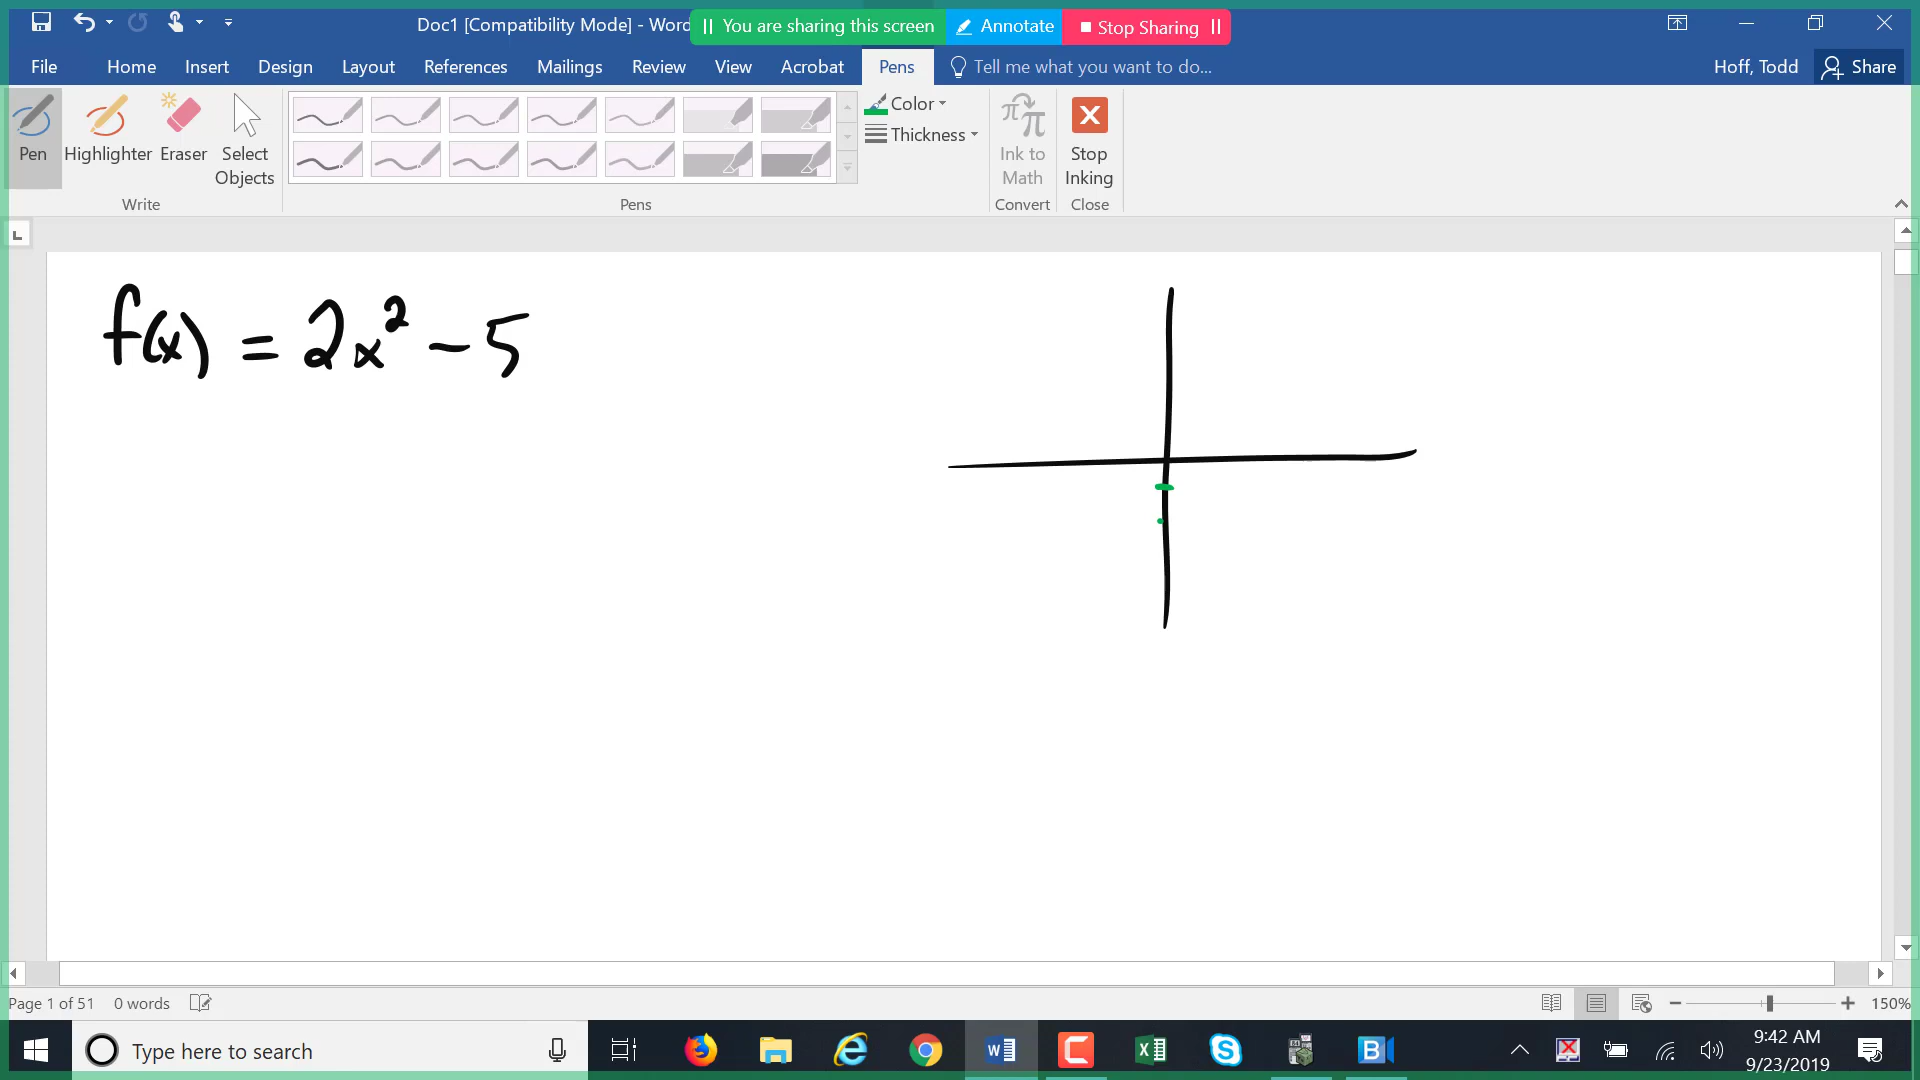 Doc1 [Compatibility Mode] - Word
You are sharing this screen
Annotate
Stop Sharing
File Home Insert Design Layout References Mailings Review View Acrobat Pens Tell me what you want to do... Hoff, Todd Share
Pen Highlighter Eraser Select Objects
Color
Thickness
Ink to Math
Stop Inking
Write Pens Convert Close
f(x) = 2x² - 5
Page 1 of 51 0 words 150%
Type here to search
9:42 AM
9/23/2019